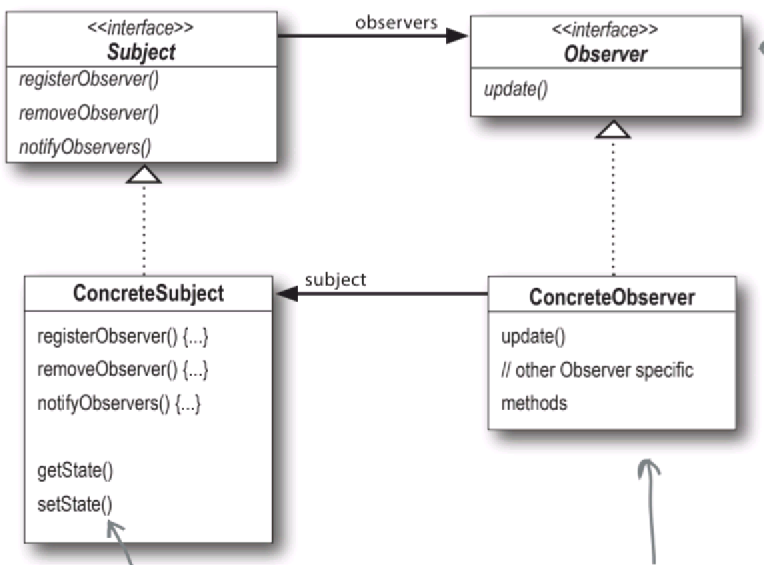 <<interface>>
Subject
registerObserver()
removeObserver()
notifyObservers()
observers
<<interface>>
Observer
update()
ConcreteSubject
registerObserver() {...}
removeObserver() {...}
notifyObservers() {...}
getState()
setState()
subject
ConcreteObserver
update()
// other Observer specific
methods